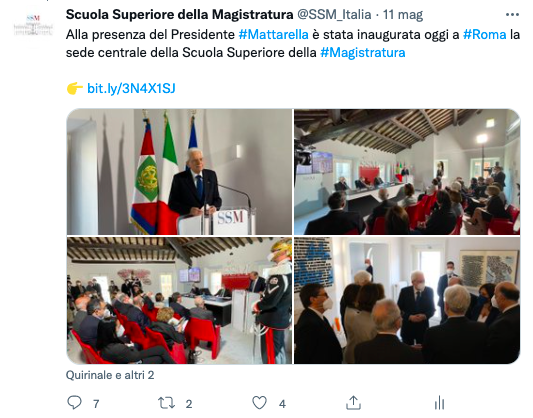 Scuola Superiore della Magistratura @SSM_Italia · 11 mag
Alla presenza del Presidente #Mattarella è stata inaugurata oggi a #Roma la
sede centrale della Scuola Superiore della #Magistratura
👉 bit.ly/3N4X1SJ
SSM
Quirinale e altri 2
7 2 4